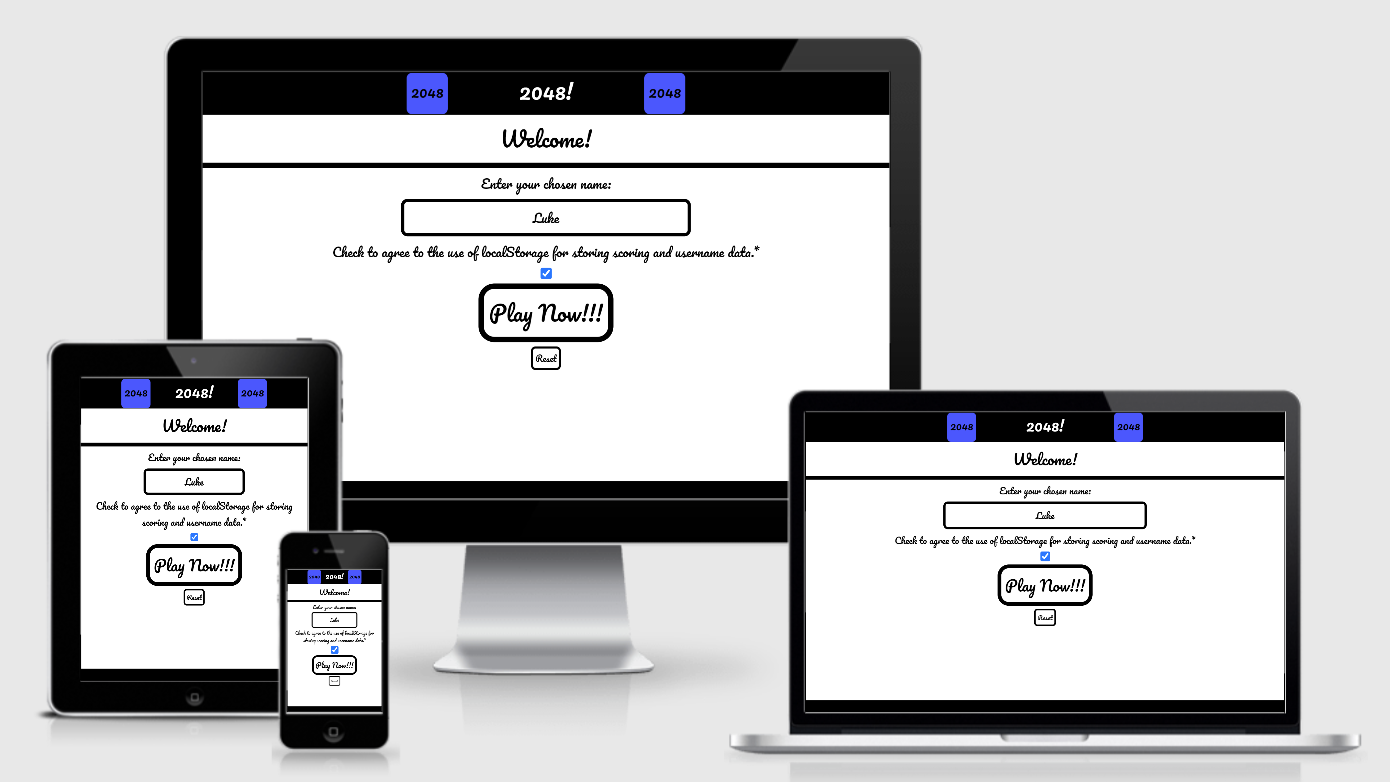 2048 2048! 2048
Welcome!
Enter your chosen name:
Luke
Check to agree to the use of localStorage for storing scoring and username data.*
Play Now!!!
Reset
2048 2048! 2048
Welcome!
Enter your chosen name:
Luke
Check to agree to the use of localStorage for storing
scoring and username data.*
Play Now!!!
Reset
2048 2048! 2048
Welcome!
Enter your chosen name:
Luke
Check to agree to the use of localStorage for
storing scoring and username data.*
Play Now!!!
2048 2048! 2048
Welcome!
Enter your chosen name:
Luke
Check to agree to the use of localStorage for storing scoring and username data.*
Play Now!!!
Reset